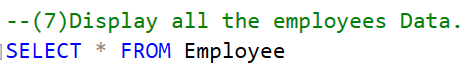 --(7)Display all the employees Data.
SELECT * FROM Employee